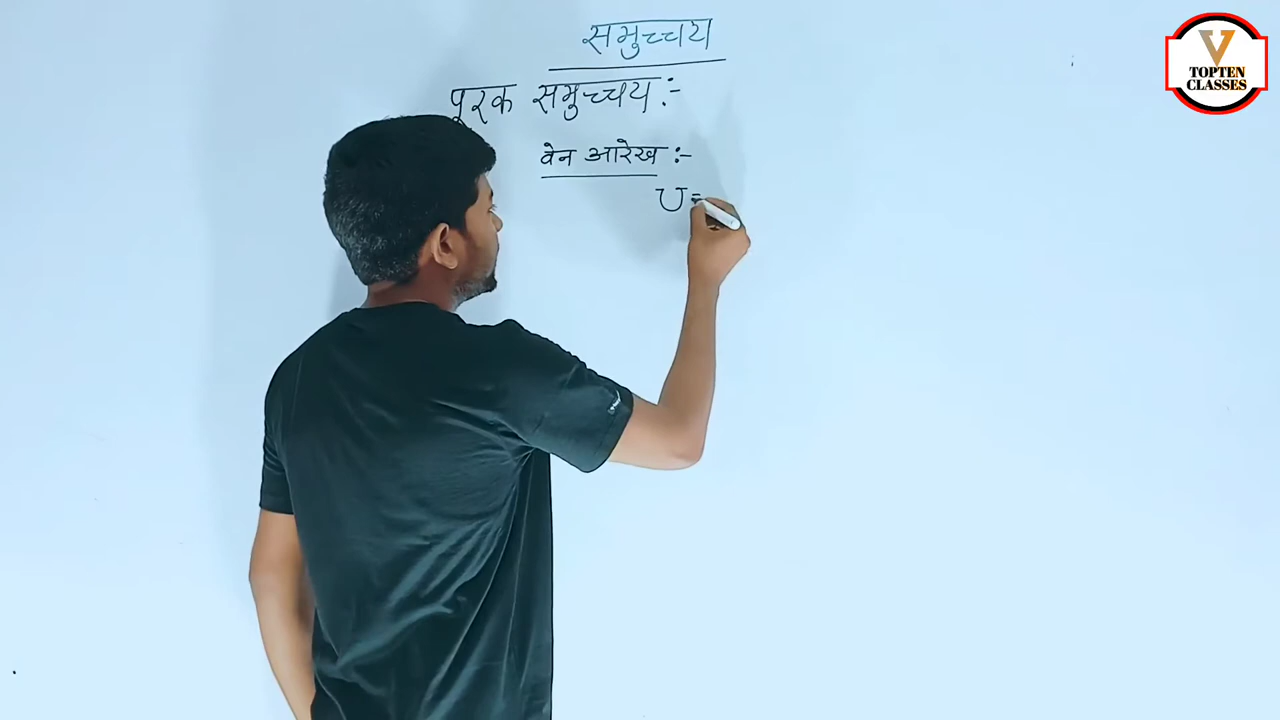 समुच्चय
पूरक समुच्चय :-
वेन आरेख :-
U=
V
TOPTEN
CLASSES